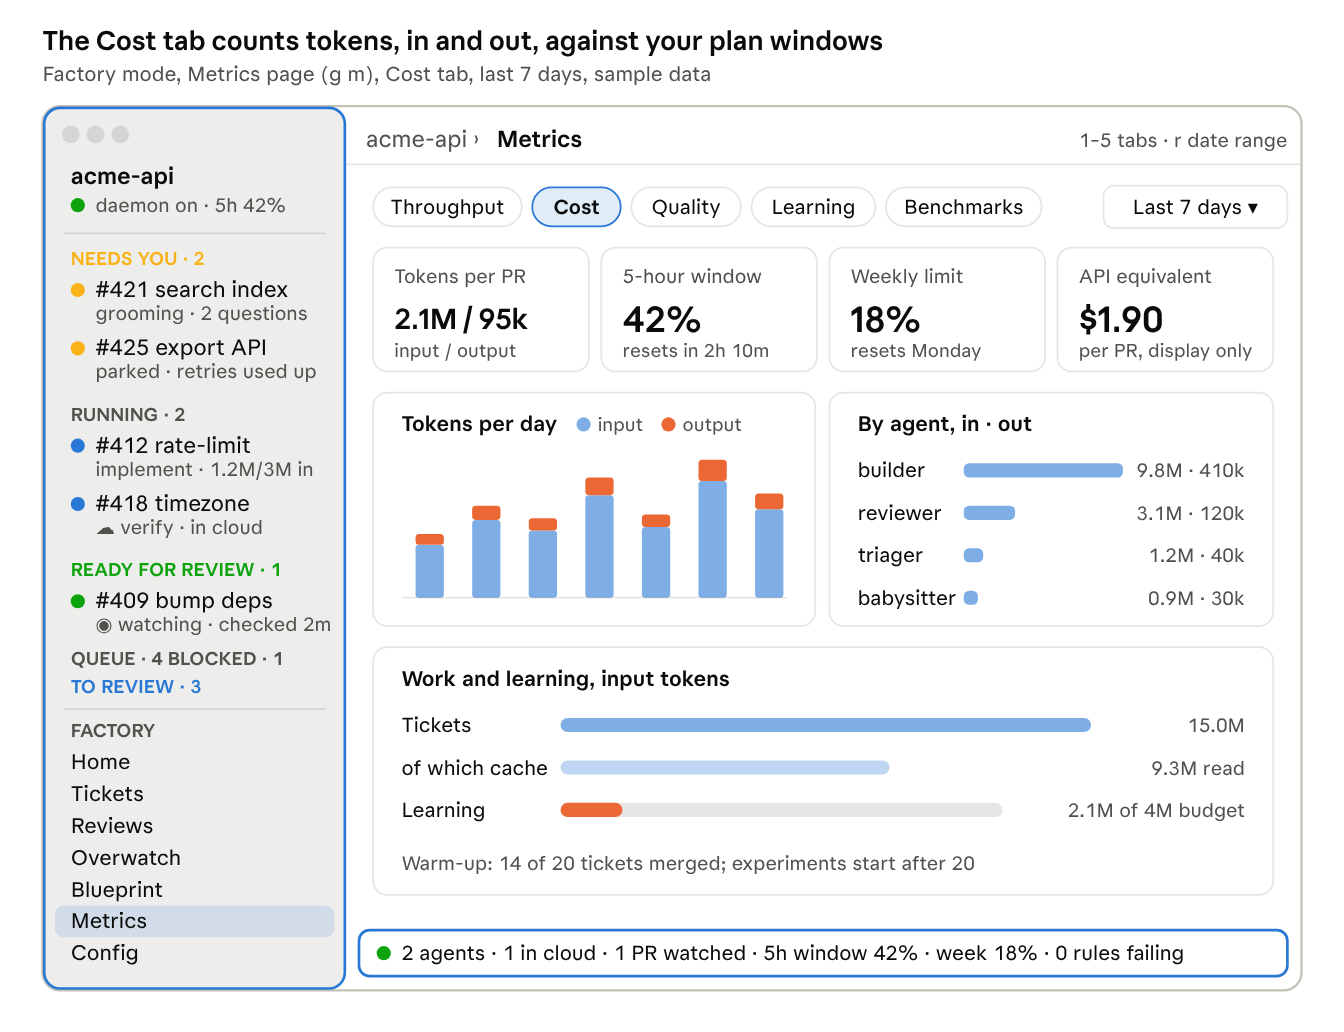 The Cost tab counts tokens, in and out, against your plan windows
Factory mode, Metrics page (g m), Cost tab, last 7 days, sample data
acme-api
daemon on · 5h 42%
NEEDS YOU · 2
#421 search index
grooming · 2 questions
#425 export API
parked · retries used up
RUNNING · 2
#412 rate-limit
implement · 1.2M/3M in
#418 timezone
☁ verify · in cloud
READY FOR REVIEW · 1
#409 bump deps
◉ watching · checked 2m
QUEUE · 4 BLOCKED · 1
TO REVIEW · 3
FACTORY
Home
Tickets
Reviews
Overwatch
Blueprint
Metrics
Config
acme-api › Metrics
1–5 tabs · r date range
Throughput
Cost
Quality
Learning
Benchmarks
Last 7 days ▾
Tokens per PR
2.1M / 95k
input / output
5-hour window
42%
resets in 2h 10m
Weekly limit
18%
resets Monday
API equivalent
$1.90
per PR, display only
Tokens per day
input
output
By agent, in · out
builder 9.8M · 410k
reviewer 3.1M · 120k
triager 1.2M · 40k
babysitter 0.9M · 30k
Work and learning, input tokens
Tickets 15.0M
of which cache 9.3M read
Learning 2.1M of 4M budget
Warm-up: 14 of 20 tickets merged; experiments start after 20
2 agents · 1 in cloud · 1 PR watched · 5h window 42% · week 18% · 0 rules failing